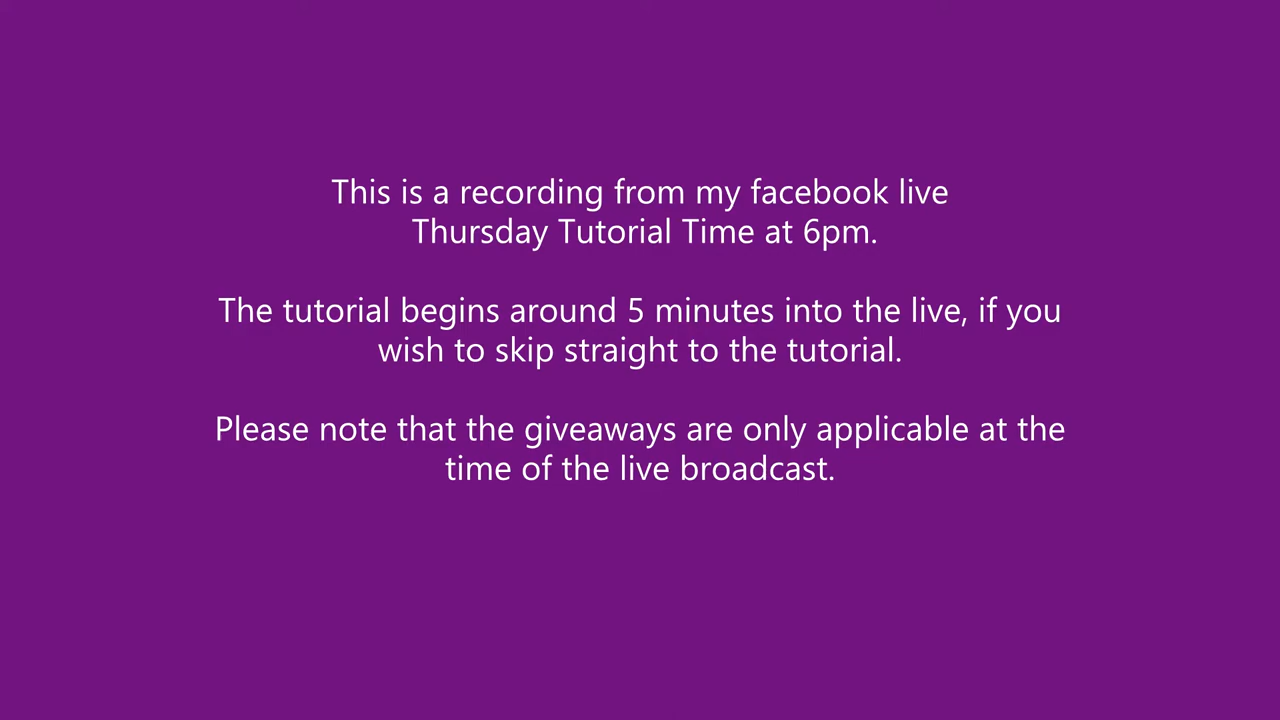 This is a recording from my facebook live
Thursday Tutorial Time at 6pm.
The tutorial begins around 5 minutes into the live, if you
wish to skip straight to the tutorial.
Please note that the giveaways are only applicable at the
time of the live broadcast.